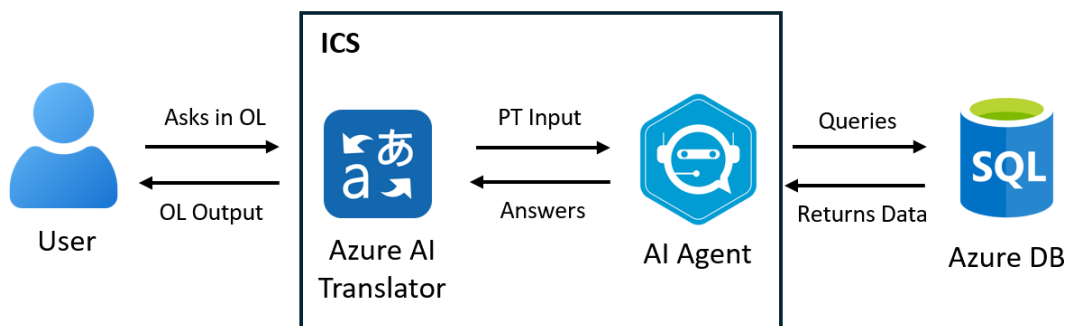 ICS
Asks in OL
OL Output
User
あ
a
Azure AI
Translator
PT Input
Answers
AI Agent
Queries
Returns Data
SQL
Azure DB